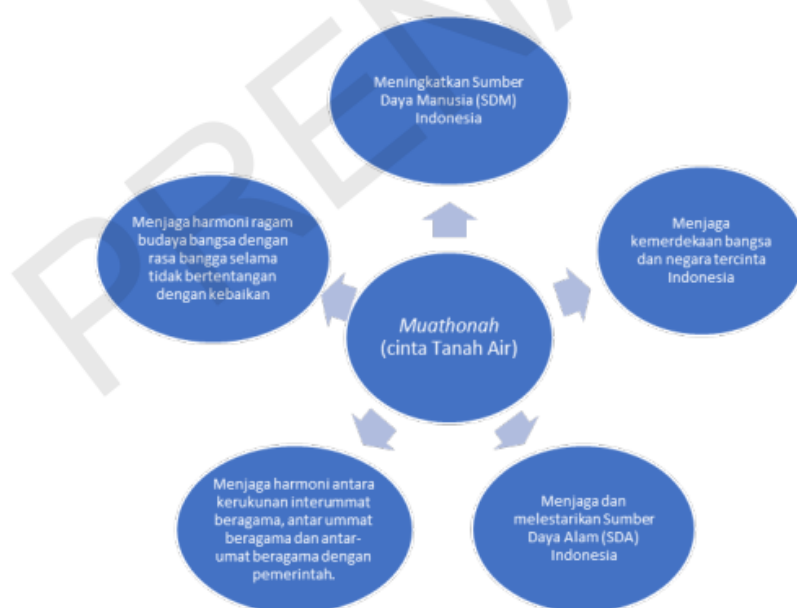 PRENA
Meningkatkan Sumber
Daya Manusia (SDM)
Indonesia
Menjaga
kemerdekaan bangsa
dan negara tercinta
Indonesia
Menjaga dan
melestarikan Sumber
Daya Alam (SDA)
Indonesia
Menjaga harmoni antara
kerukunan interummat
beragama, antar ummat
beragama dan antar-
umat beragama dengan
pemerintah.
Menjaga harmoni ragam
budaya bangsa dengan
rasa bangga selama
tidak bertentangan
dengan kebaikan
Muathonah
(cinta Tanah Air)